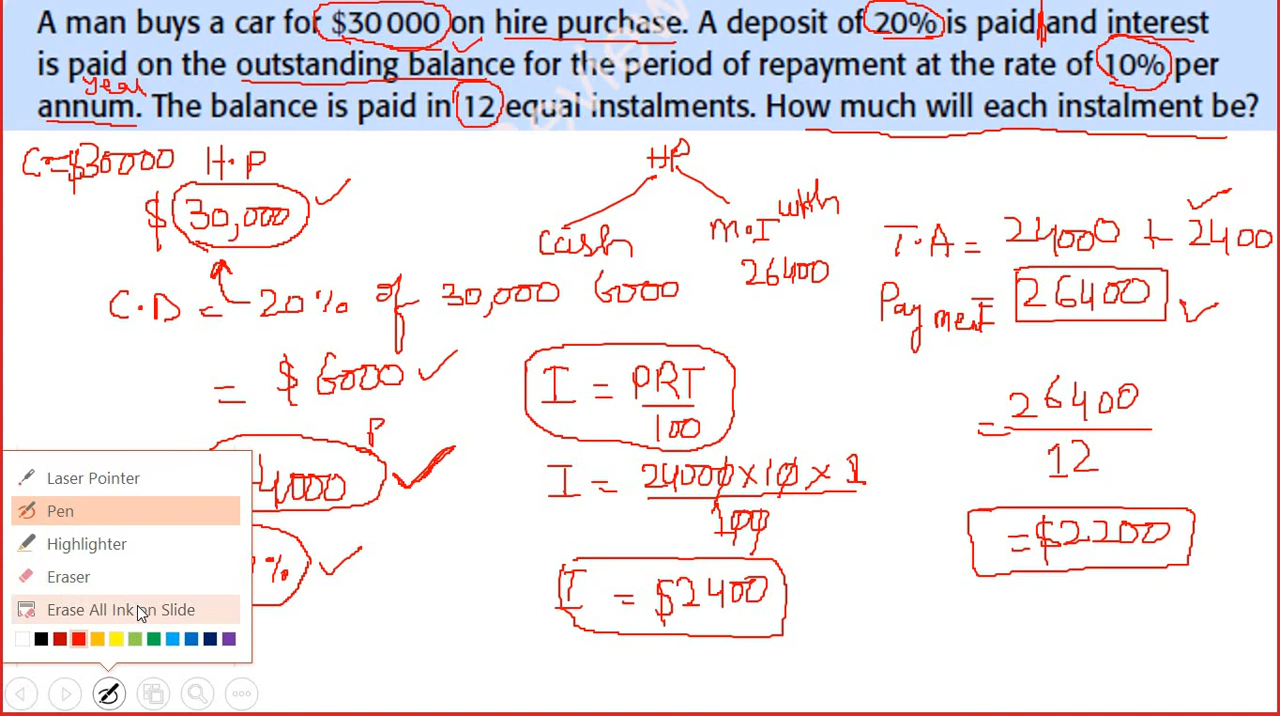 A man buys a car for $30 000 on hire purchase. A deposit of 20% is paid and interest
is paid on the outstanding balance for the period of repayment at the rate of 10% per
year
annum. The balance is paid in 12 equal instalments. How much will each instalment be?
$30000 H.P
$ 30,000
C.D = 20% of 30,000 6000
= $ 6000
P
4000
%
HP
Cash
M.I with
26400
I = PRT
100
I = 24000 x 10 x 1
100
I = $2400
T.A = 24000 + 2400
Payment 26400
= 26400
12
= $2200
Laser Pointer
Pen
Highlighter
Eraser
Erase All Ink on Slide